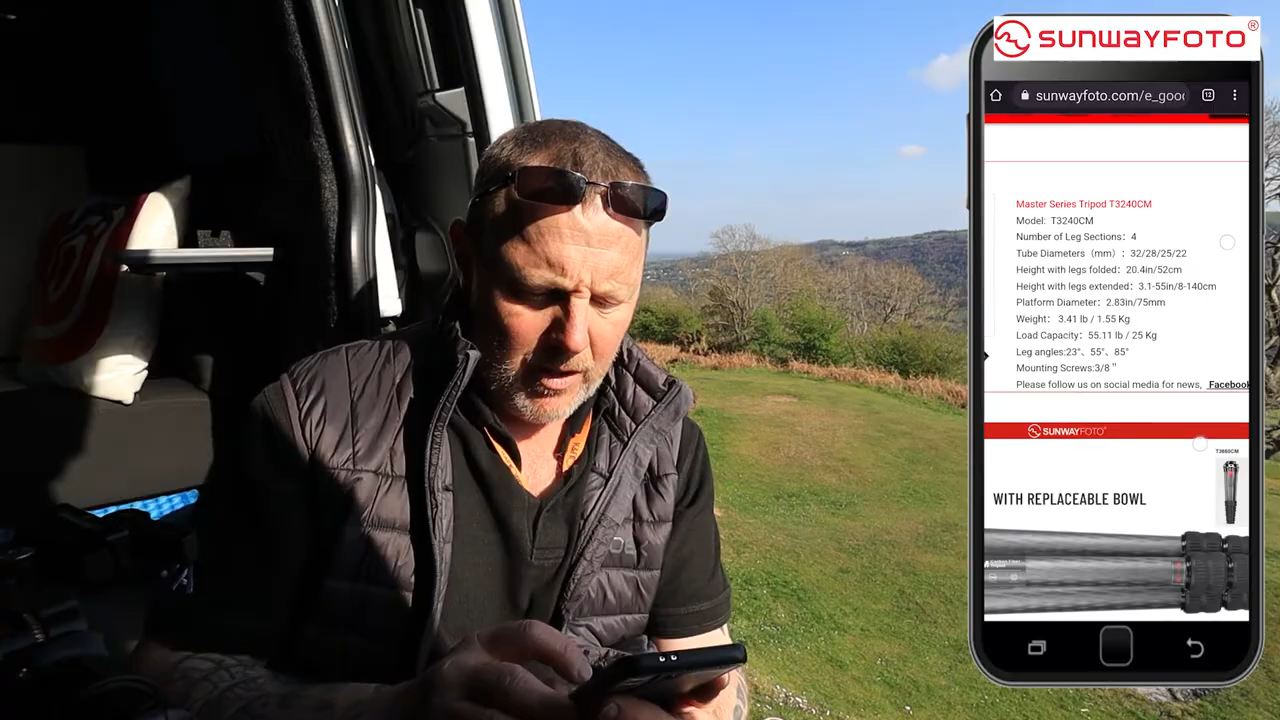 SUNWAYFOTO®
12
sunwayfoto.com/e_good
Master Series Tripod T3240CM
Model: T3240CM
Number of Leg Sections: 4
Tube Diameters（mm）: 32/28/25/22
Height with legs folded: 20.4in/52cm
Height with legs extended: 3.1-55in/8-140cm
Platform Diameter: 2.83in/75mm
Weight: 3.41 lb / 1.55 Kg
Load Capacity: 55.11 lb / 25 Kg
Leg angles:23°、55°、85°
Mounting Screws:3/8"
Please follow us on social media for news, Facebook
SUNWAYFOTO®
T3660CM
WITH REPLACEABLE BOWL